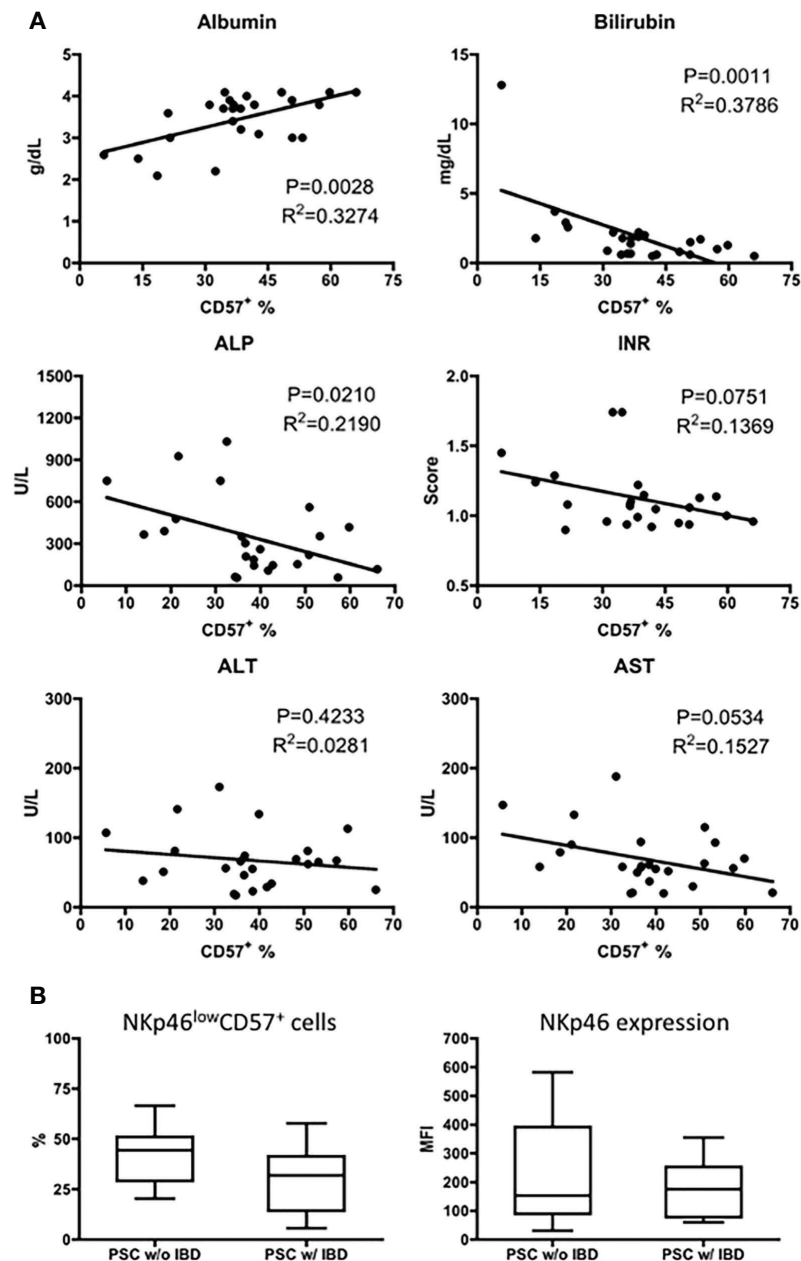 A
Albumin
5
4
3
2
1
0
g/dL
P=0.0028
R²=0.3274
0 15 30 45 60 75
CD57⁺ %
Bilirubin
15
10
5
0
mg/dL
P=0.0011
R²=0.3786
0 15 30 45 60 75
CD57⁺ %
ALP
1500
1200
900
600
300
0
U/L
P=0.0210
R²=0.2190
0 10 20 30 40 50 60 70
CD57⁺ %
INR
2.0
1.5
1.0
0.5
Score
P=0.0751
R²=0.1369
0 15 30 45 60 75
CD57⁺ %
ALT
300
200
100
0
U/L
P=0.4233
R²=0.0281
0 10 20 30 40 50 60 70
CD57⁺ %
AST
300
200
100
0
U/L
P=0.0534
R²=0.1527
0 10 20 30 40 50 60 70
CD57⁺ %
B
NKp46ˡᵒʷCD57⁺ cells
100
75
50
25
0
%
PSC w/o IBD PSC w/ IBD
NKp46 expression
700
600
500
400
300
200
100
0
MFI
PSC w/o IBD PSC w/ IBD